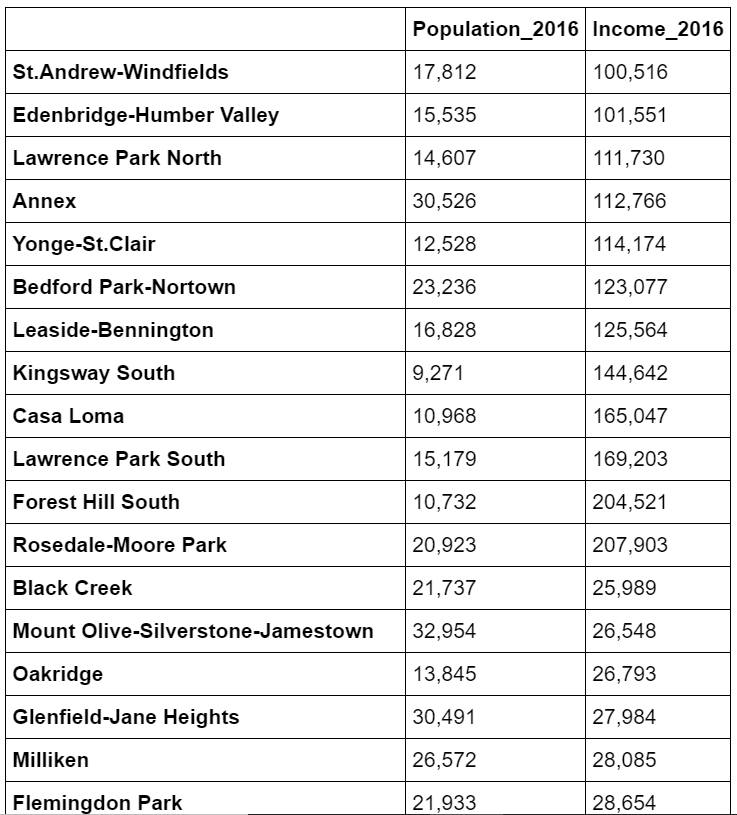 Population_2016 Income_2016
St.Andrew-Windfields 17,812 100,516
Edenbridge-Humber Valley 15,535 101,551
Lawrence Park North 14,607 111,730
Annex 30,526 112,766
Yonge-St.Clair 12,528 114,174
Bedford Park-Nortown 23,236 123,077
Leaside-Bennington 16,828 125,564
Kingsway South 9,271 144,642
Casa Loma 10,968 165,047
Lawrence Park South 15,179 169,203
Forest Hill South 10,732 204,521
Rosedale-Moore Park 20,923 207,903
Black Creek 21,737 25,989
Mount Olive-Silverstone-Jamestown 32,954 26,548
Oakridge 13,845 26,793
Glenfield-Jane Heights 30,491 27,984
Milliken 26,572 28,085
Flemingdon Park 21,933 28,654